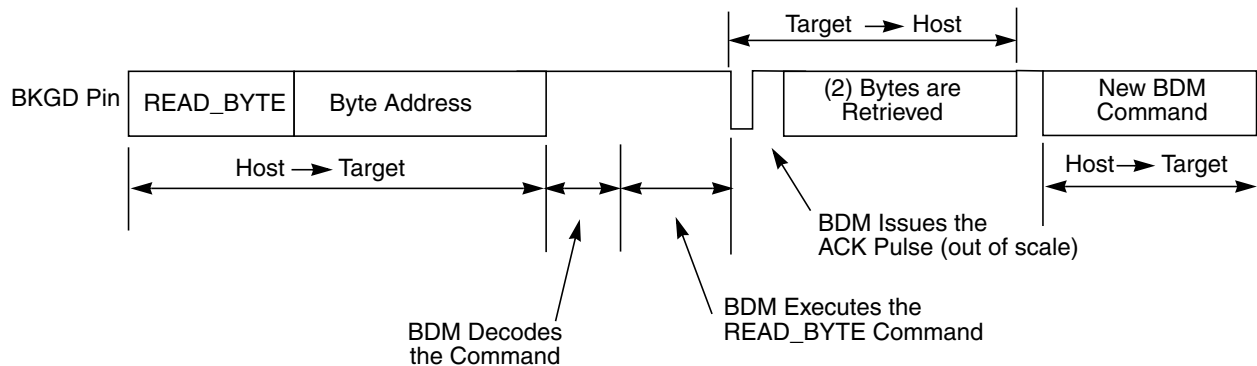 Target → Host
BKGD Pin
READ_BYTE
Byte Address
(2) Bytes are
Retrieved
New BDM
Command
Host → Target
Host → Target
BDM Issues the
ACK Pulse (out of scale)
BDM Decodes
the Command
BDM Executes the
READ_BYTE Command